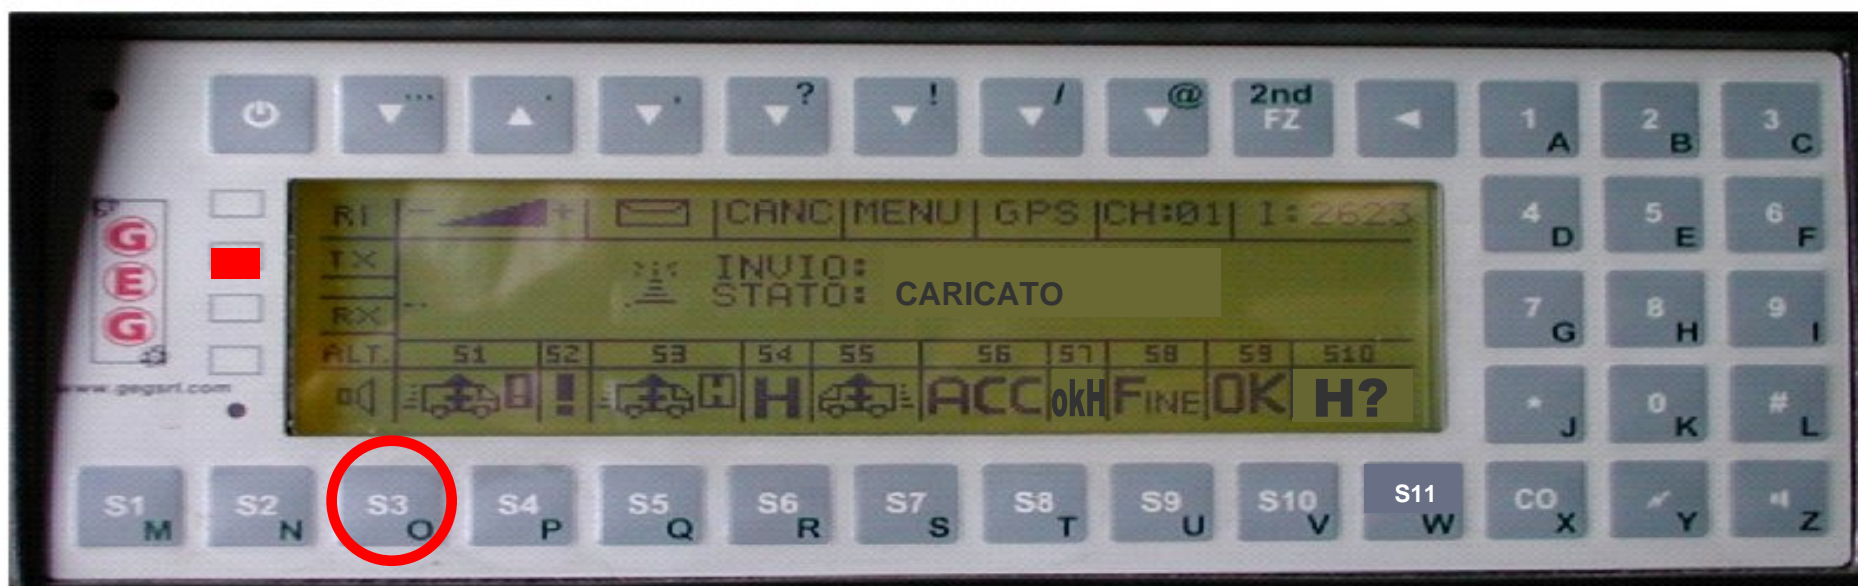 ... . , ? ! / @ 2nd FZ 1 A 2 B 3 C
4 D 5 E 6 F
7 G 8 H 9 I
* J 0 K # L
G
E
G
www.gegsrl.com
RI - + CANC MENU GPS CH:01 I: 2623
TX INVIO:
STATO: CARICATO
RX
ALT. S1 S2 S3 S4 S5 S6 S7 S8 S9 S10
! H H ACC okH FINE OK H?
S1 M S2 N S3 O S4 P S5 Q S6 R S7 S S8 T S9 U S10 V S11 W CO X Y Z